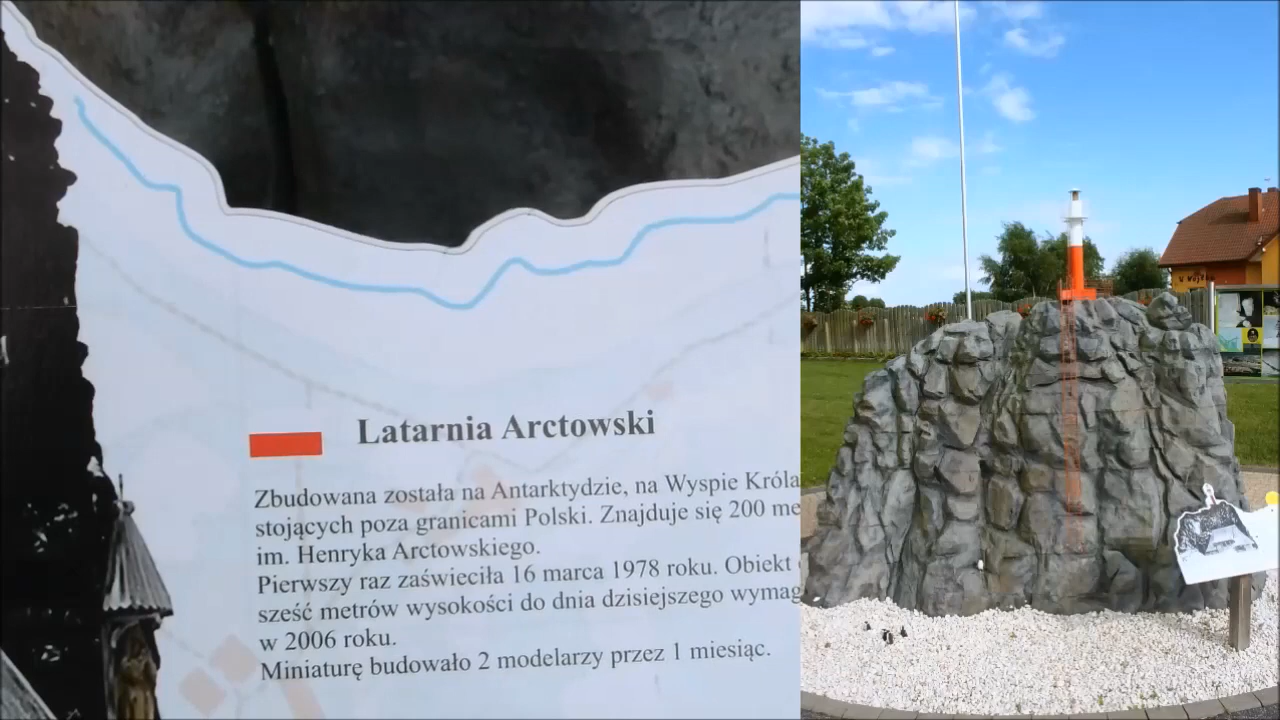 Latarnia Arctowski
Zbudowana została na Antarktydzie, na Wyspie Króla
stojących poza granicami Polski. Znajduje się 200 me
im. Henryka Arctowskiego.
Pierwszy raz zaświeciła 16 marca 1978 roku. Obiekt
sześć metrów wysokości do dnia dzisiejszego wymag
w 2006 roku.
Miniaturę budowało 2 modelarzy przez 1 miesiąc.